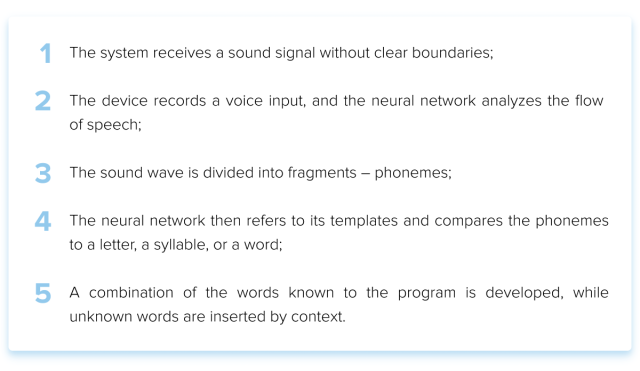 1 The system receives a sound signal without clear boundaries;
2 The device records a voice input, and the neural network analyzes the flow
of speech;
3 The sound wave is divided into fragments – phonemes;
4 The neural network then refers to its templates and compares the phonemes
to a letter, a syllable, or a word;
5 A combination of the words known to the program is developed, while
unknown words are inserted by context.